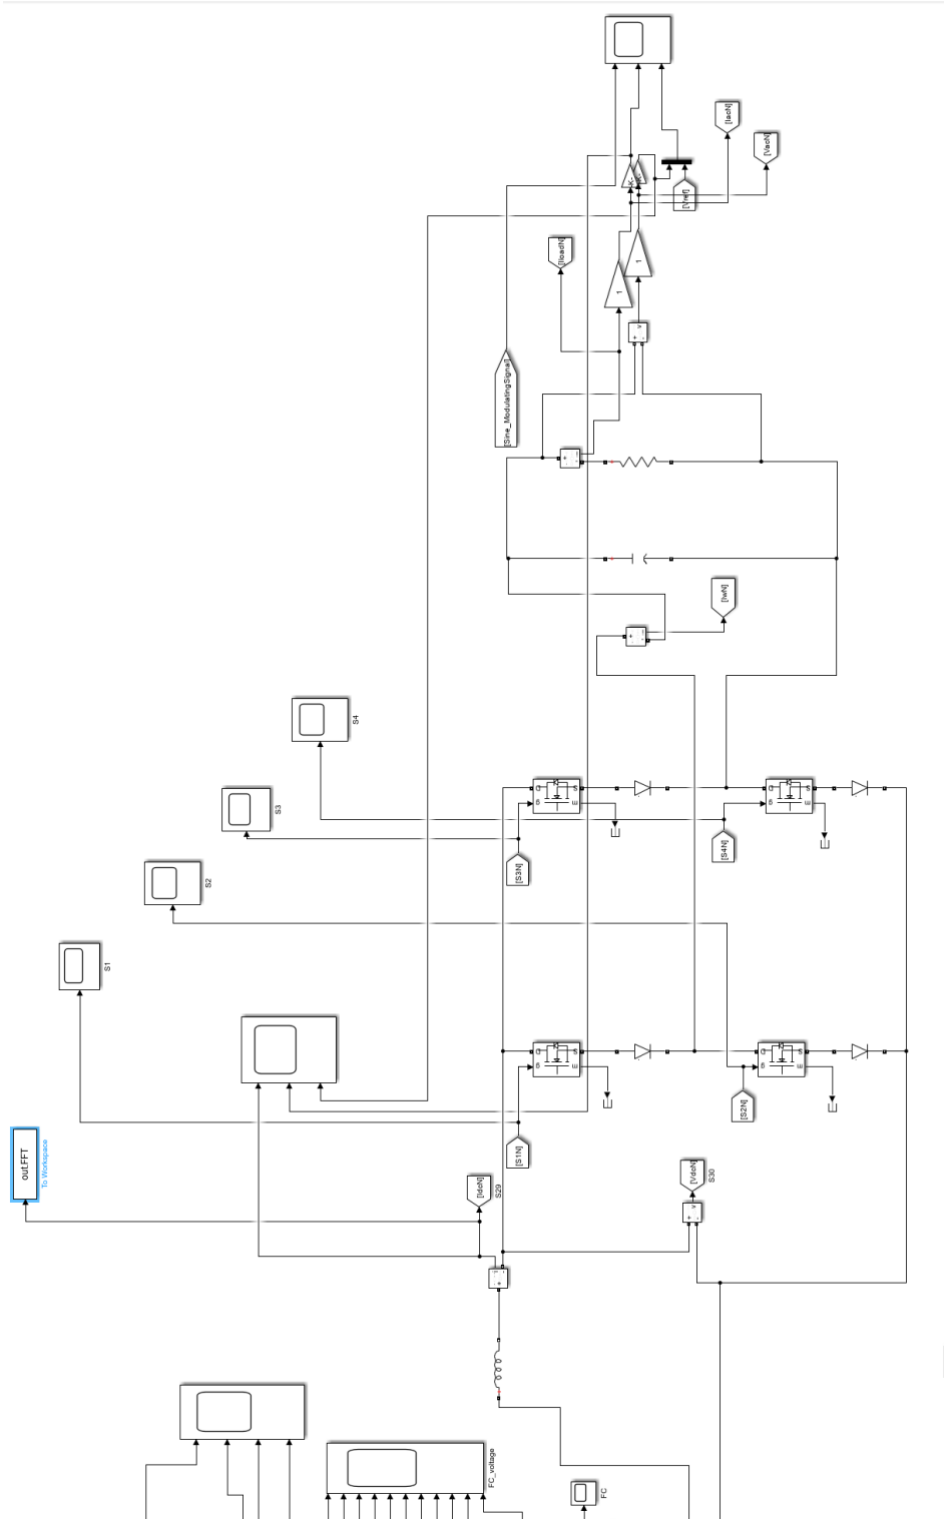 [IacN]
[VacN]
[Vref]
K-
K-
[IloadN]
1
1
[Sine_ModulatingSignal]
[IwN]
S4
S3
[S3N]
[S4N]
S2
S1
[S1N]
[S2N]
out.FFT
To Workspace
[IdcN]
S29
[VdcN]
S30
FC_voltage
FC
g
D
S
m
g
D
S
m
g
D
S
m
g
D
S
m